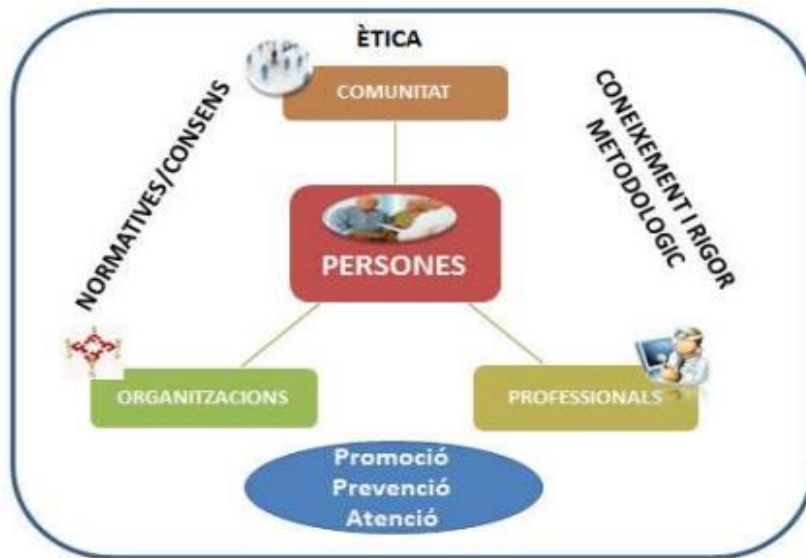 ÈTICA
COMUNITAT
NORMATIVES/CONSENS
CONEIXEMENT I RIGOR
METODOLOGIC
PERSONES
ORGANITZACIONS
PROFESSIONALS
Promoció
Prevenció
Atenció